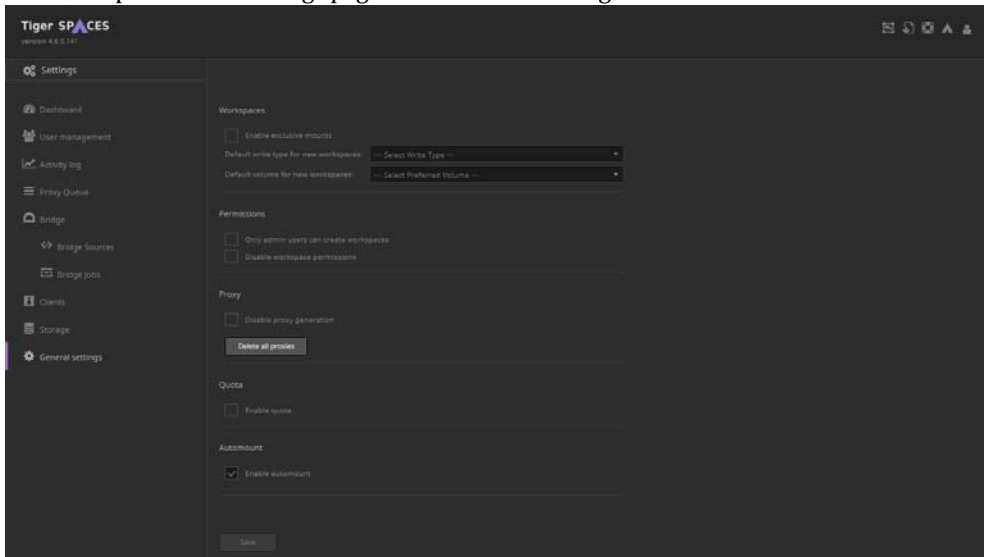 Tiger SPACES
version 4.6.0.141
Settings
Dashboard
User management
Activity log
Proxy Queue
Bridge
Bridge Sources
Bridge Jobs
Clients
Storage
General settings
Workspaces
Enable exclusive mounts
Default write type for new workspaces:
--- Select Write Type ---
Default volume for new workspaces:
--- Select Preferred Volume ---
Permissions
Only admin users can create workspaces
Disable workspace permissions
Proxy
Disable proxy generation
Delete all proxies
Quota
Enable quota
Automount
Enable automount
Save